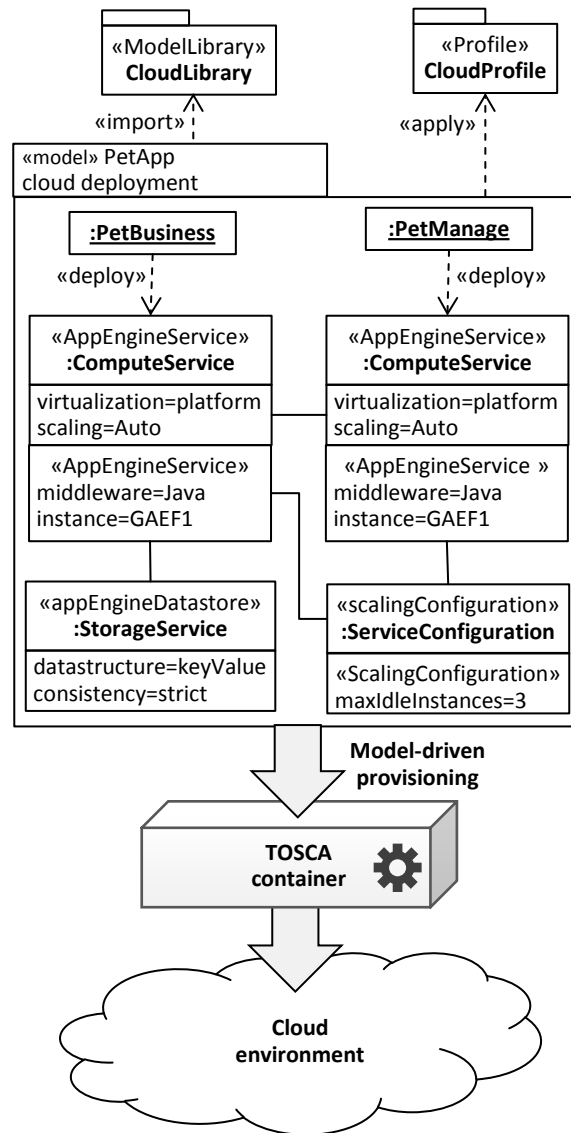 «ModelLibrary»
CloudLibrary
«Profile»
CloudProfile
«import»
«apply»
«model» PetApp
cloud deployment
:PetBusiness
:PetManage
«deploy»
«deploy»
«AppEngineService»
:ComputeService
virtualization=platform
scaling=Auto
«AppEngineService»
middleware=Java
instance=GAEF1
«AppEngineService»
:ComputeService
virtualization=platform
scaling=Auto
«AppEngineService »
middleware=Java
instance=GAEF1
«appEngineDatastore»
:StorageService
datastructure=keyValue
consistency=strict
«scalingConfiguration»
:ServiceConfiguration
«ScalingConfiguration»
maxIdleInstances=3
Model-driven
provisioning
TOSCA
container
Cloud
environment